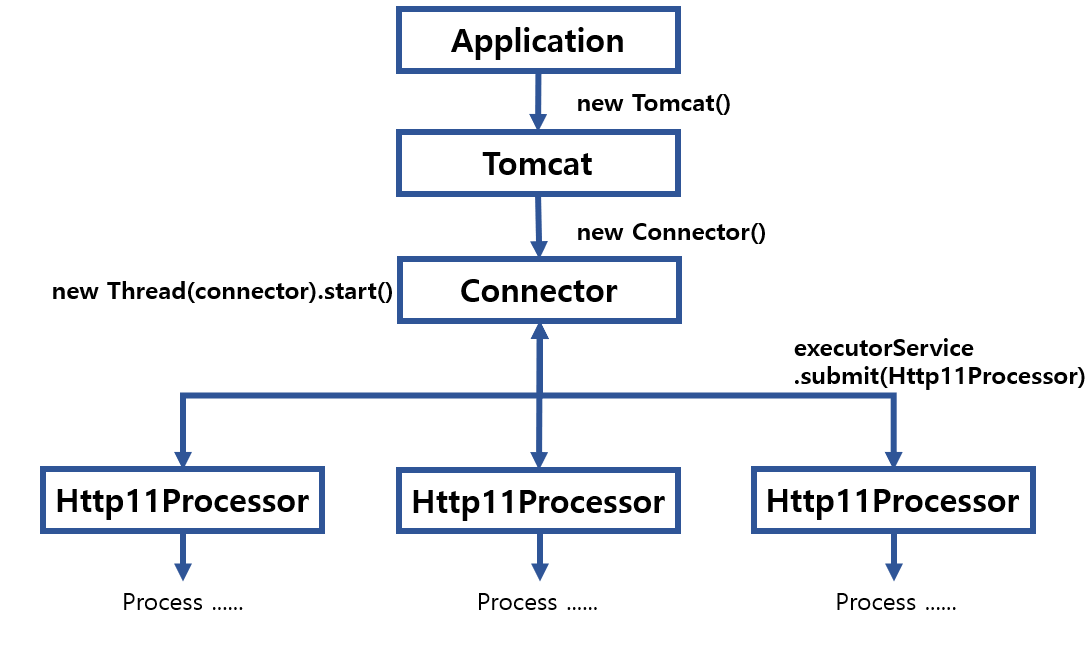 Application
new Tomcat()
Tomcat
new Connector()
new Thread(connector).start()
Connector
executorService
.submit(Http11Processor)
Http11Processor
Http11Processor
Http11Processor
Process ......
Process ......
Process ......